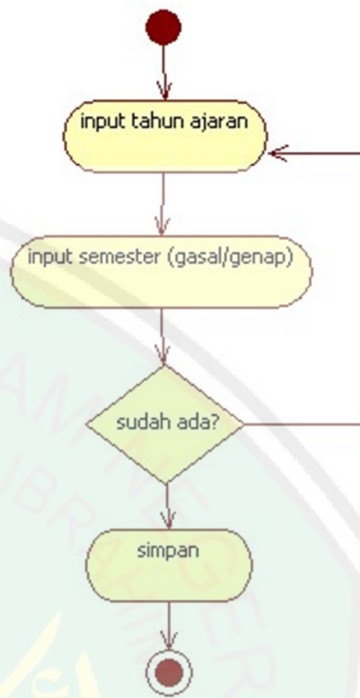 input tahun ajaran
input semester (gasal/genap)
sudah ada?
simpan